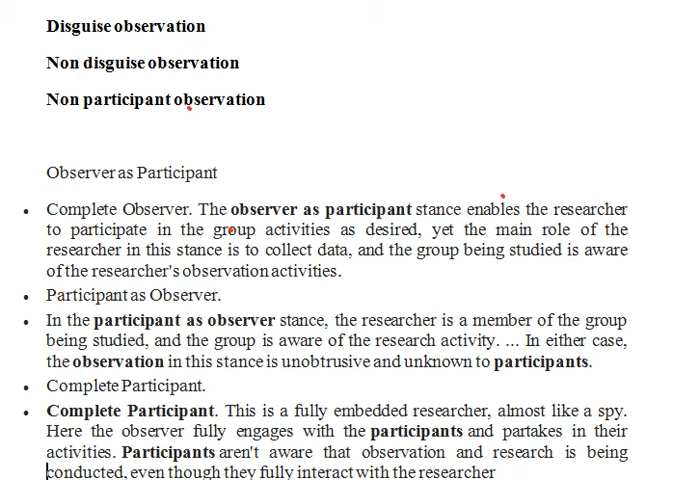 Disguise observation
Non disguise observation
Non participant observation
Observer as Participant
• Complete Observer. The observer as participant stance enables the researcher
to participate in the group activities as desired, yet the main role of the
researcher in this stance is to collect data, and the group being studied is aware
of the researcher's observation activities.
• Participant as Observer.
• In the participant as observer stance, the researcher is a member of the group
being studied, and the group is aware of the research activity. ... In either case,
the observation in this stance is unobtrusive and unknown to participants.
• Complete Participant.
• Complete Participant. This is a fully embedded researcher, almost like a spy.
Here the observer fully engages with the participants and partakes in their
activities. Participants aren't aware that observation and research is being
conducted, even though they fully interact with the researcher